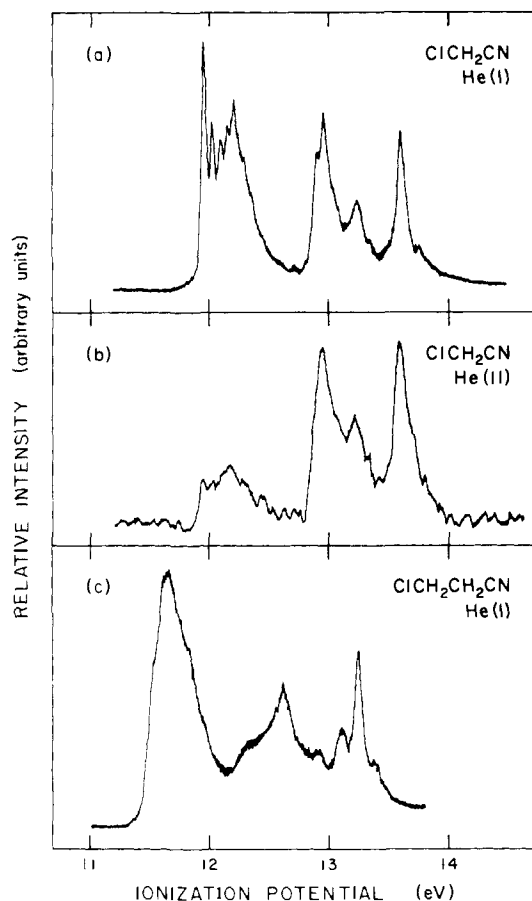 (a)
ClCH₂CN
He(I)
(b)
ClCH₂CN
He(II)
(c)
ClCH₂CH₂CN
He(I)
RELATIVE INTENSITY (arbitrary units)
11 12 13 14
IONIZATION POTENTIAL (eV)